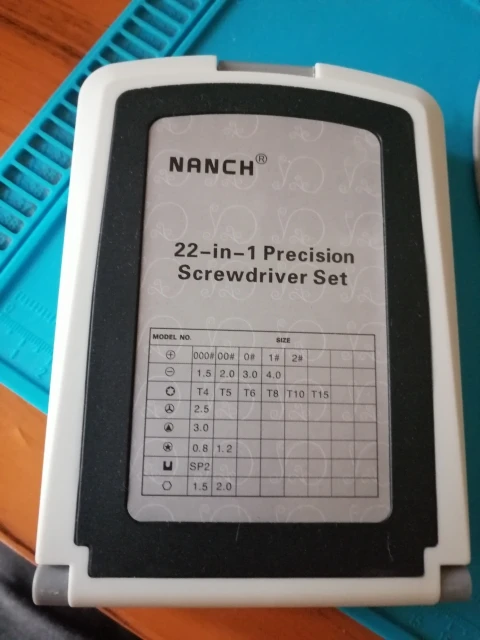 NANCH®
22-in-1 Precision
Screwdriver Set
MODEL NO. SIZE
000# 00# 0# 1# 2#
1.5 2.0 3.0 4.0
T4 T5 T6 T8 T10 T15
2.5
3.0
0.8 1.2
SP2
1.5 2.0